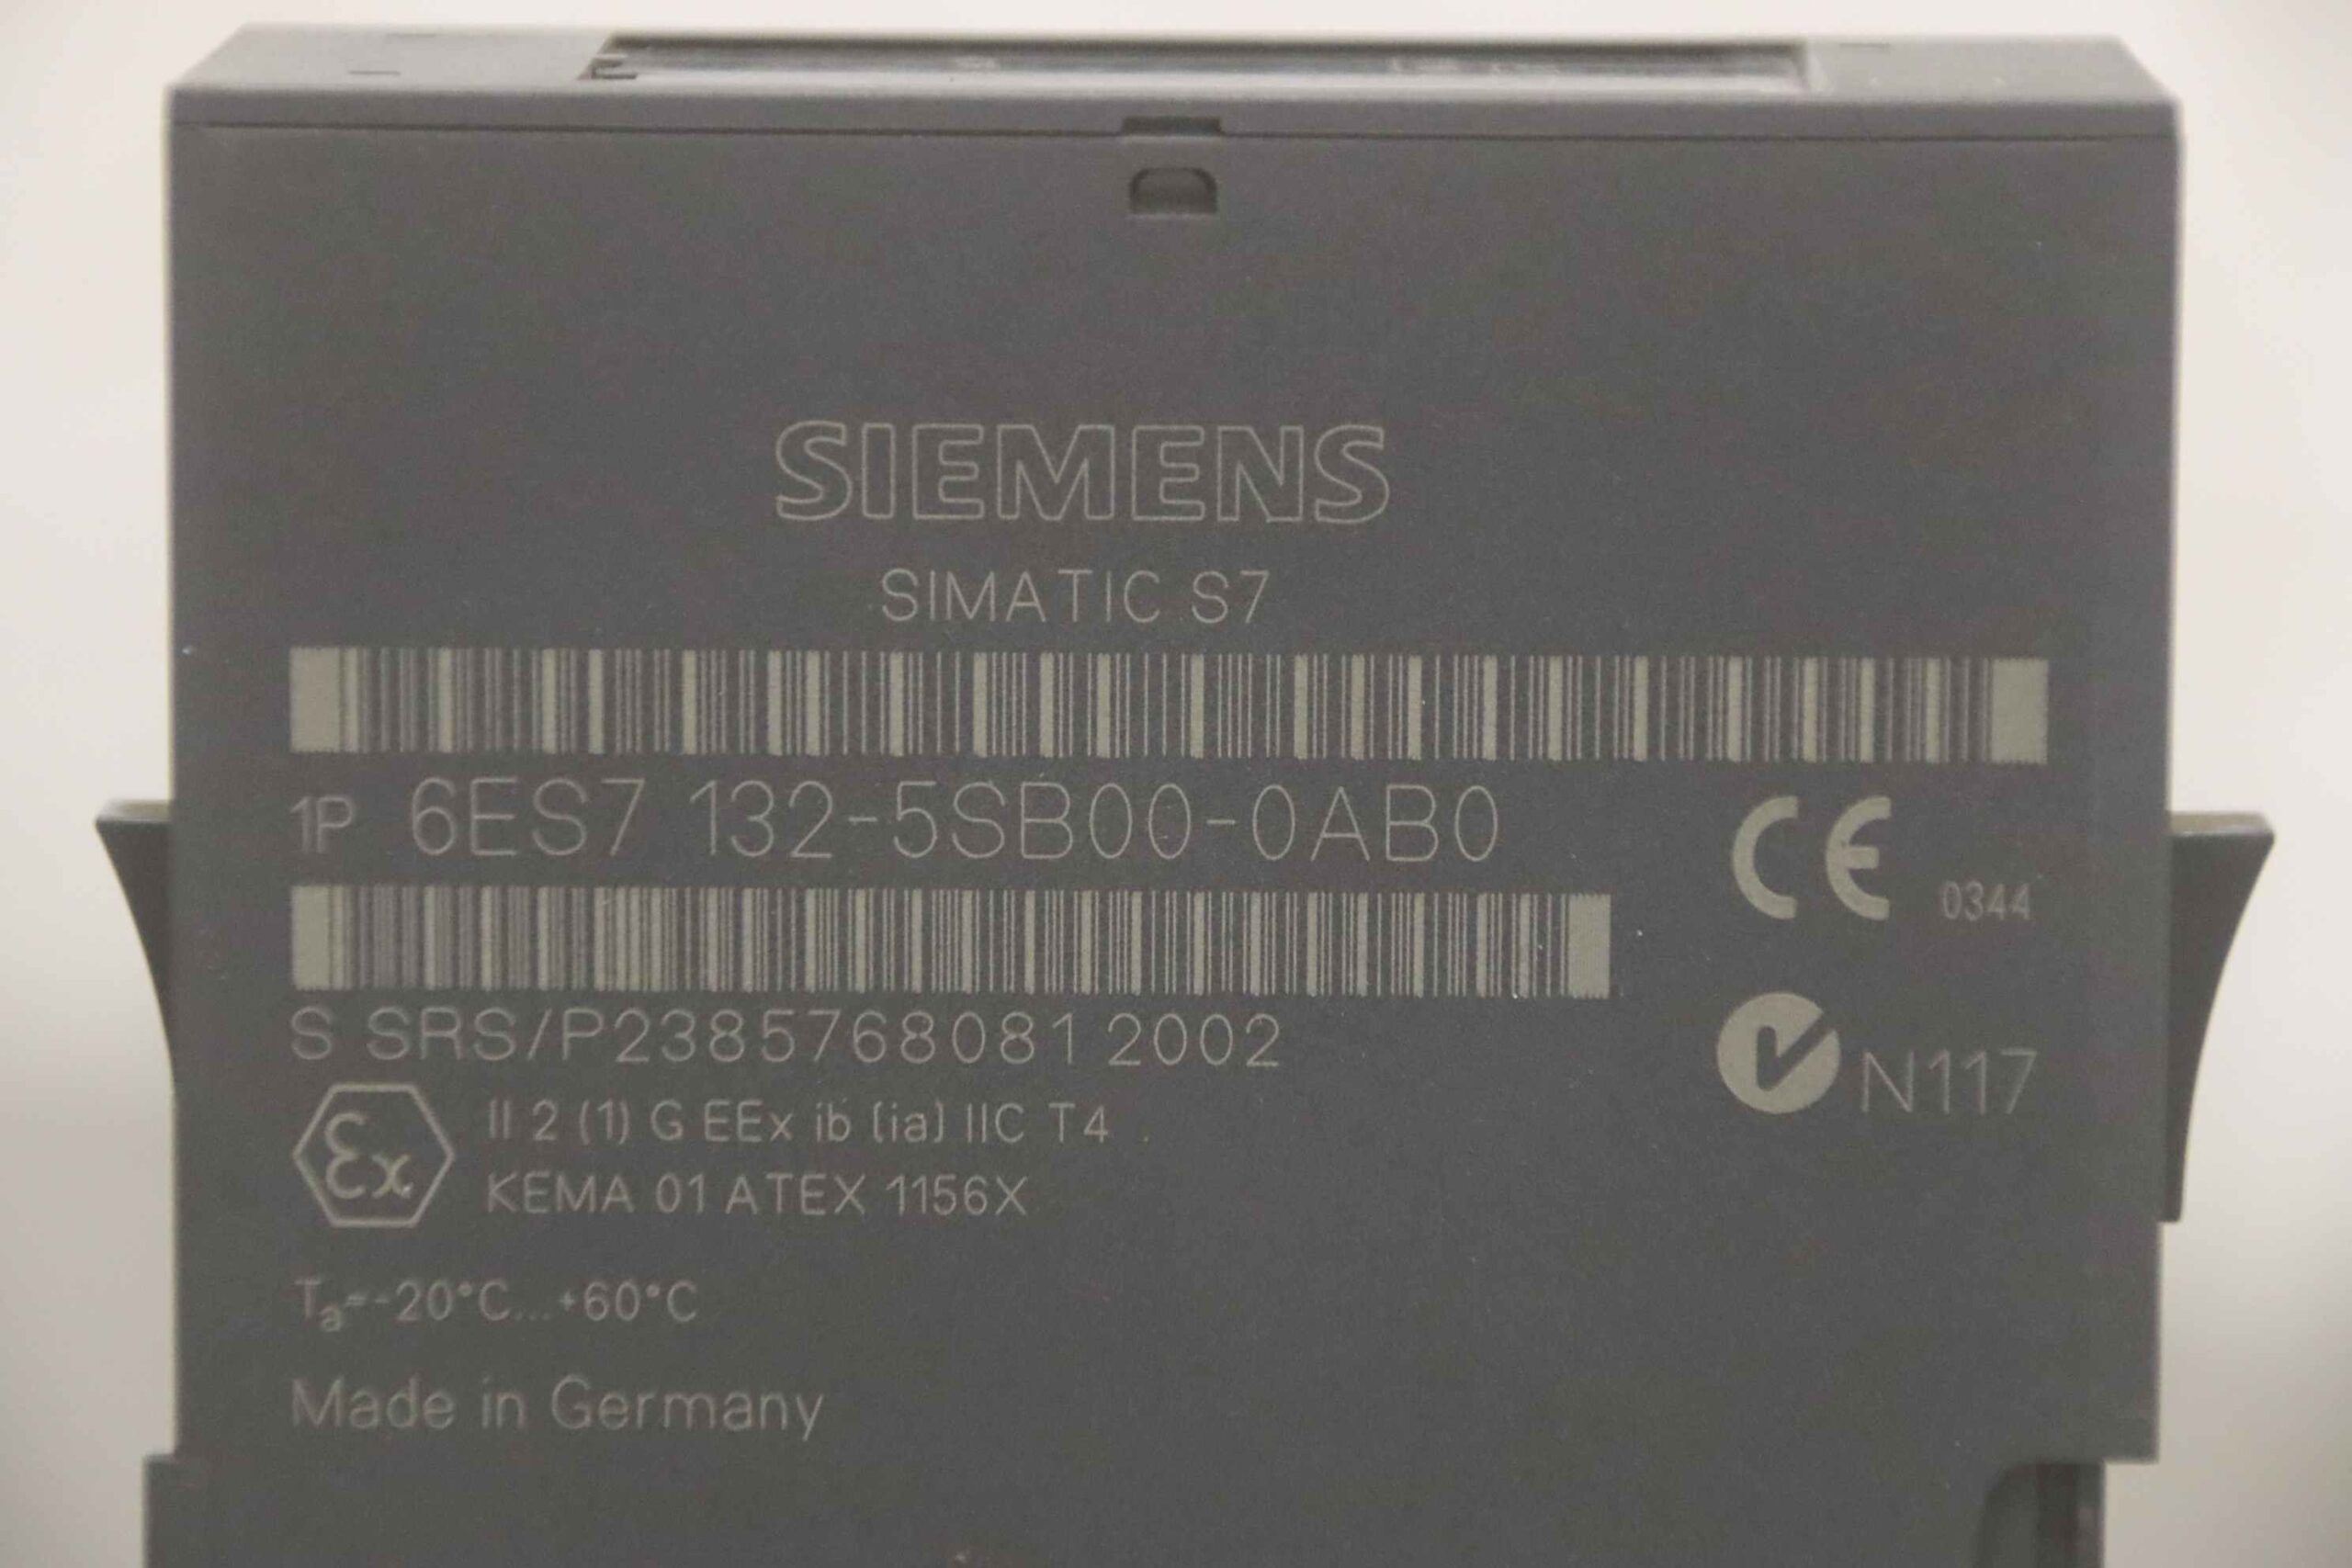 SIEMENS
SIMATIC S7
1P 6ES7 132-5SB00-0AB0
CE 0344
S SRS/P2385768081 2002
N117
Ex II 2 (1) G EEx ib [ia] IIC T4
KEMA 01 ATEX 1156X
Ta=-20°C...+60°C
Made in Germany